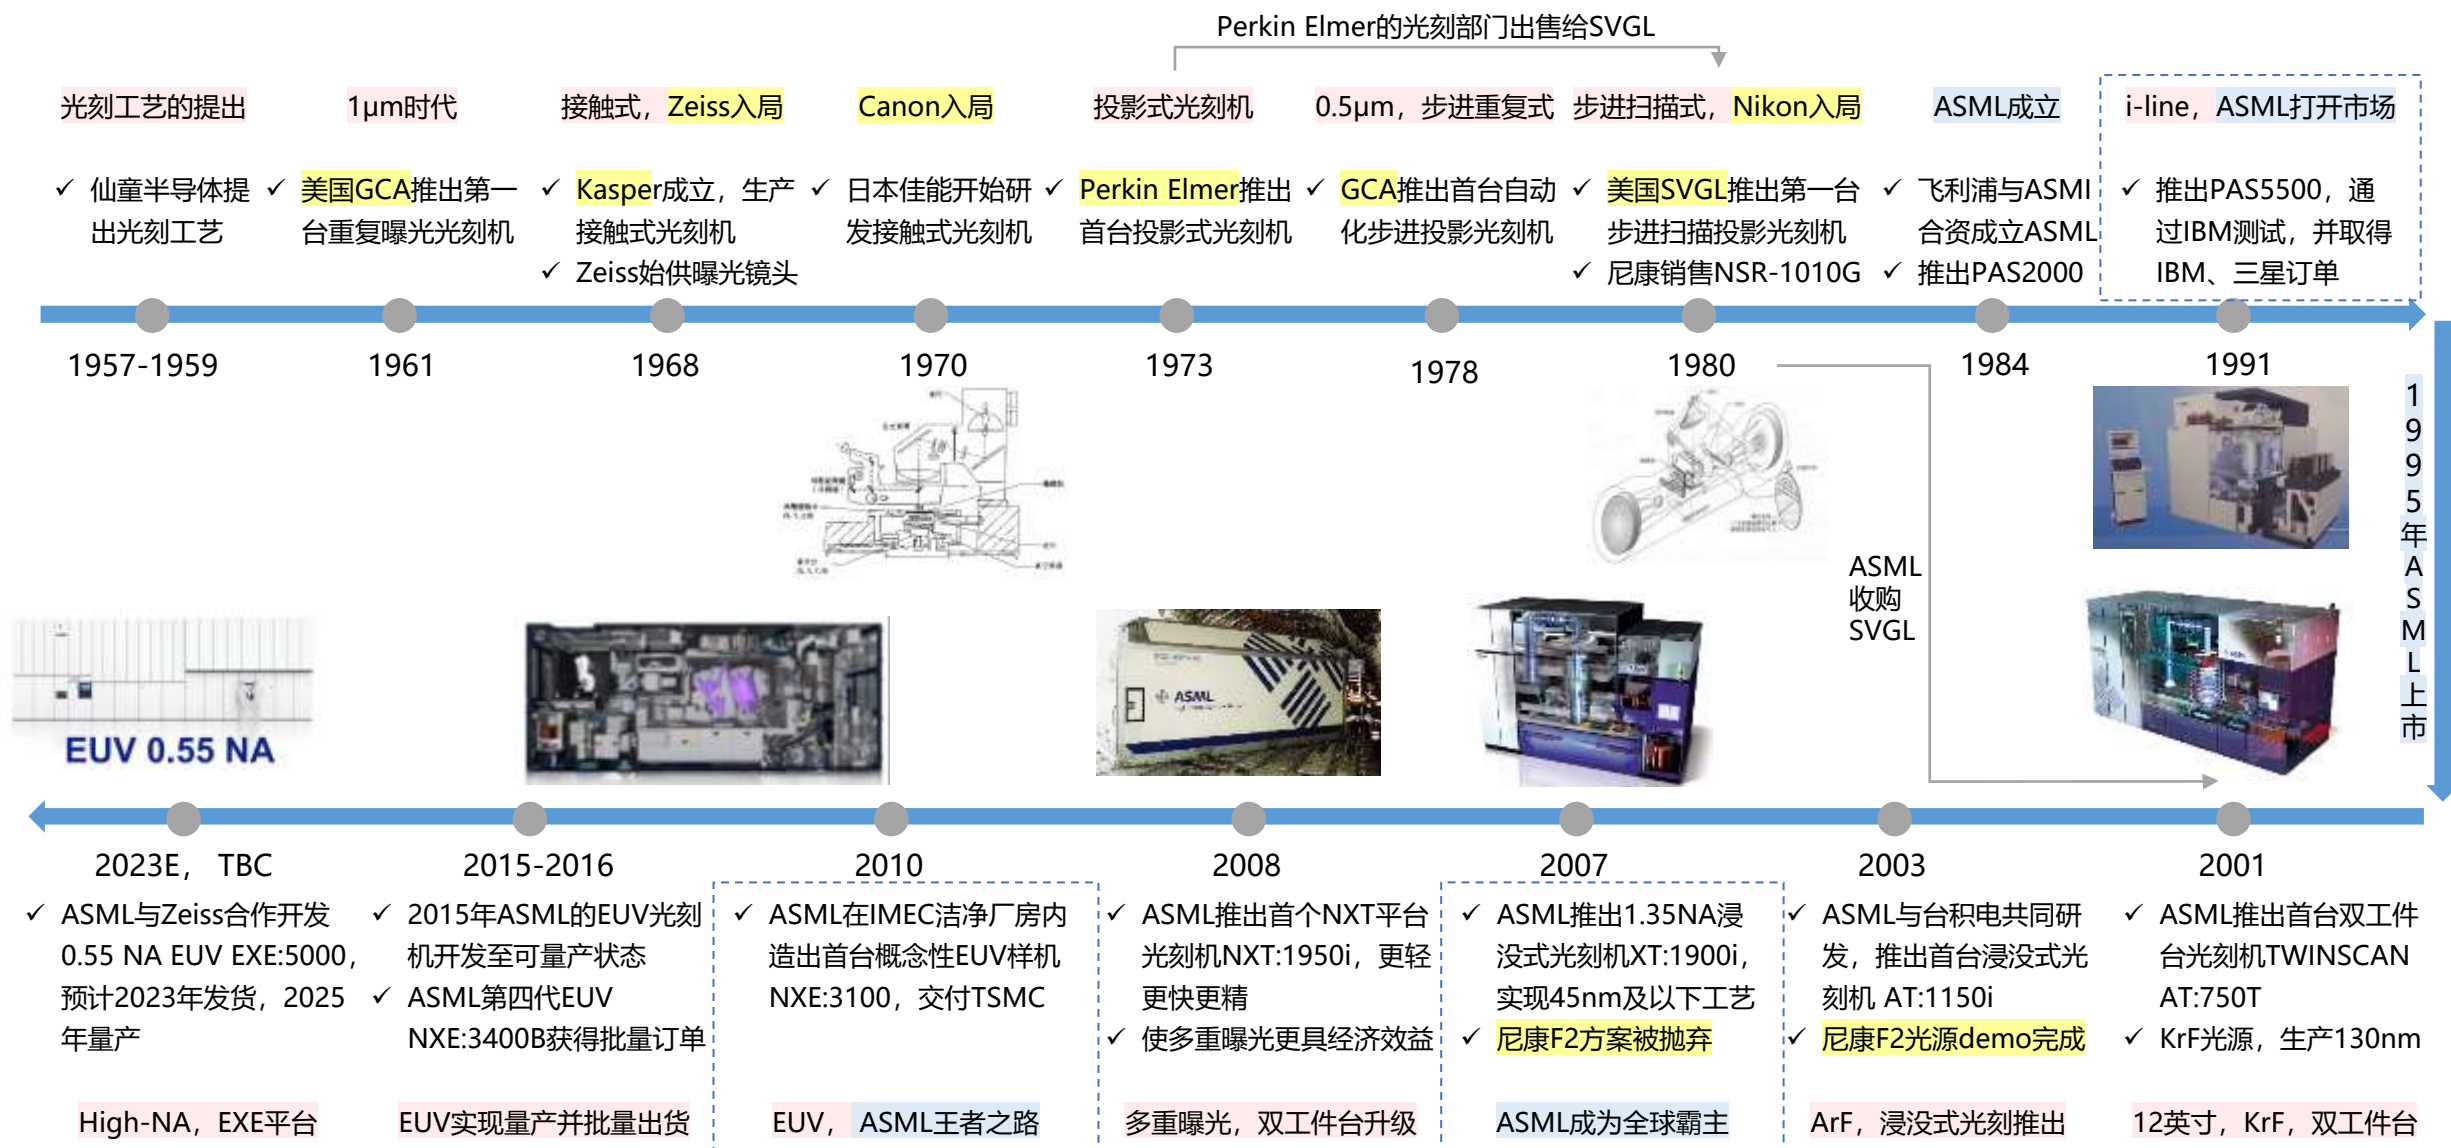 Perkin Elmer的光刻部门出售给SVGL
光刻工艺的提出
1μm时代
接触式，Zeiss入局
Canon入局
投影式光刻机
0.5μm，步进重复式
步进扫描式，Nikon入局
ASML成立
i-line，ASML打开市场
✓ 仙童半导体提
出光刻工艺
✓ 美国GCA推出第一
台重复曝光光刻机
✓ Kasper成立，生产
接触式光刻机
✓ Zeiss始供曝光镜头
✓ 日本佳能开始研
发接触式光刻机
✓ Perkin Elmer推出
首台投影式光刻机
✓ GCA推出首台自动
化步进投影光刻机
✓ 美国SVGL推出第一台
步进扫描投影光刻机
✓ 尼康销售NSR-1010G
✓ 飞利浦与ASMI
合资成立ASML
✓ 推出PAS2000
✓ 推出PAS5500，通
过IBM测试，并取得
IBM、三星订单
1957-1959
1961
1968
1970
1973
1978
1980
1984
1991
1995年ASML上市
ASML
收购
SVGL
EUV 0.55 NA
ASML
2023E， TBC
2015-2016
2010
2008
2007
2003
2001
✓ ASML与Zeiss合作开发
0.55 NA EUV EXE:5000，
预计2023年发货，2025
年量产
✓ 2015年ASML的EUV光刻
机开发至可量产状态
✓ ASML第四代EUV
NXE:3400B获得批量订单
✓ ASML在IMEC洁净厂房内
造出首台概念性EUV样机
NXE:3100，交付TSMC
✓ ASML推出首个NXT平台
光刻机NXT:1950i，更轻
更快更精
✓ 使多重曝光更具经济效益
✓ ASML推出1.35NA浸
没式光刻机XT:1900i，
实现45nm及以下工艺
✓ 尼康F2方案被抛弃
✓ ASML与台积电共同研
发，推出首台浸没式光
刻机 AT:1150i
✓ 尼康F2光源demo完成
✓ ASML推出首台双工件
台光刻机TWINSCAN
AT:750T
✓ KrF光源，生产130nm
High-NA，EXE平台
EUV实现量产并批量出货
EUV，ASML王者之路
多重曝光，双工件台升级
ASML成为全球霸主
ArF，浸没式光刻推出
12英寸，KrF，双工件台